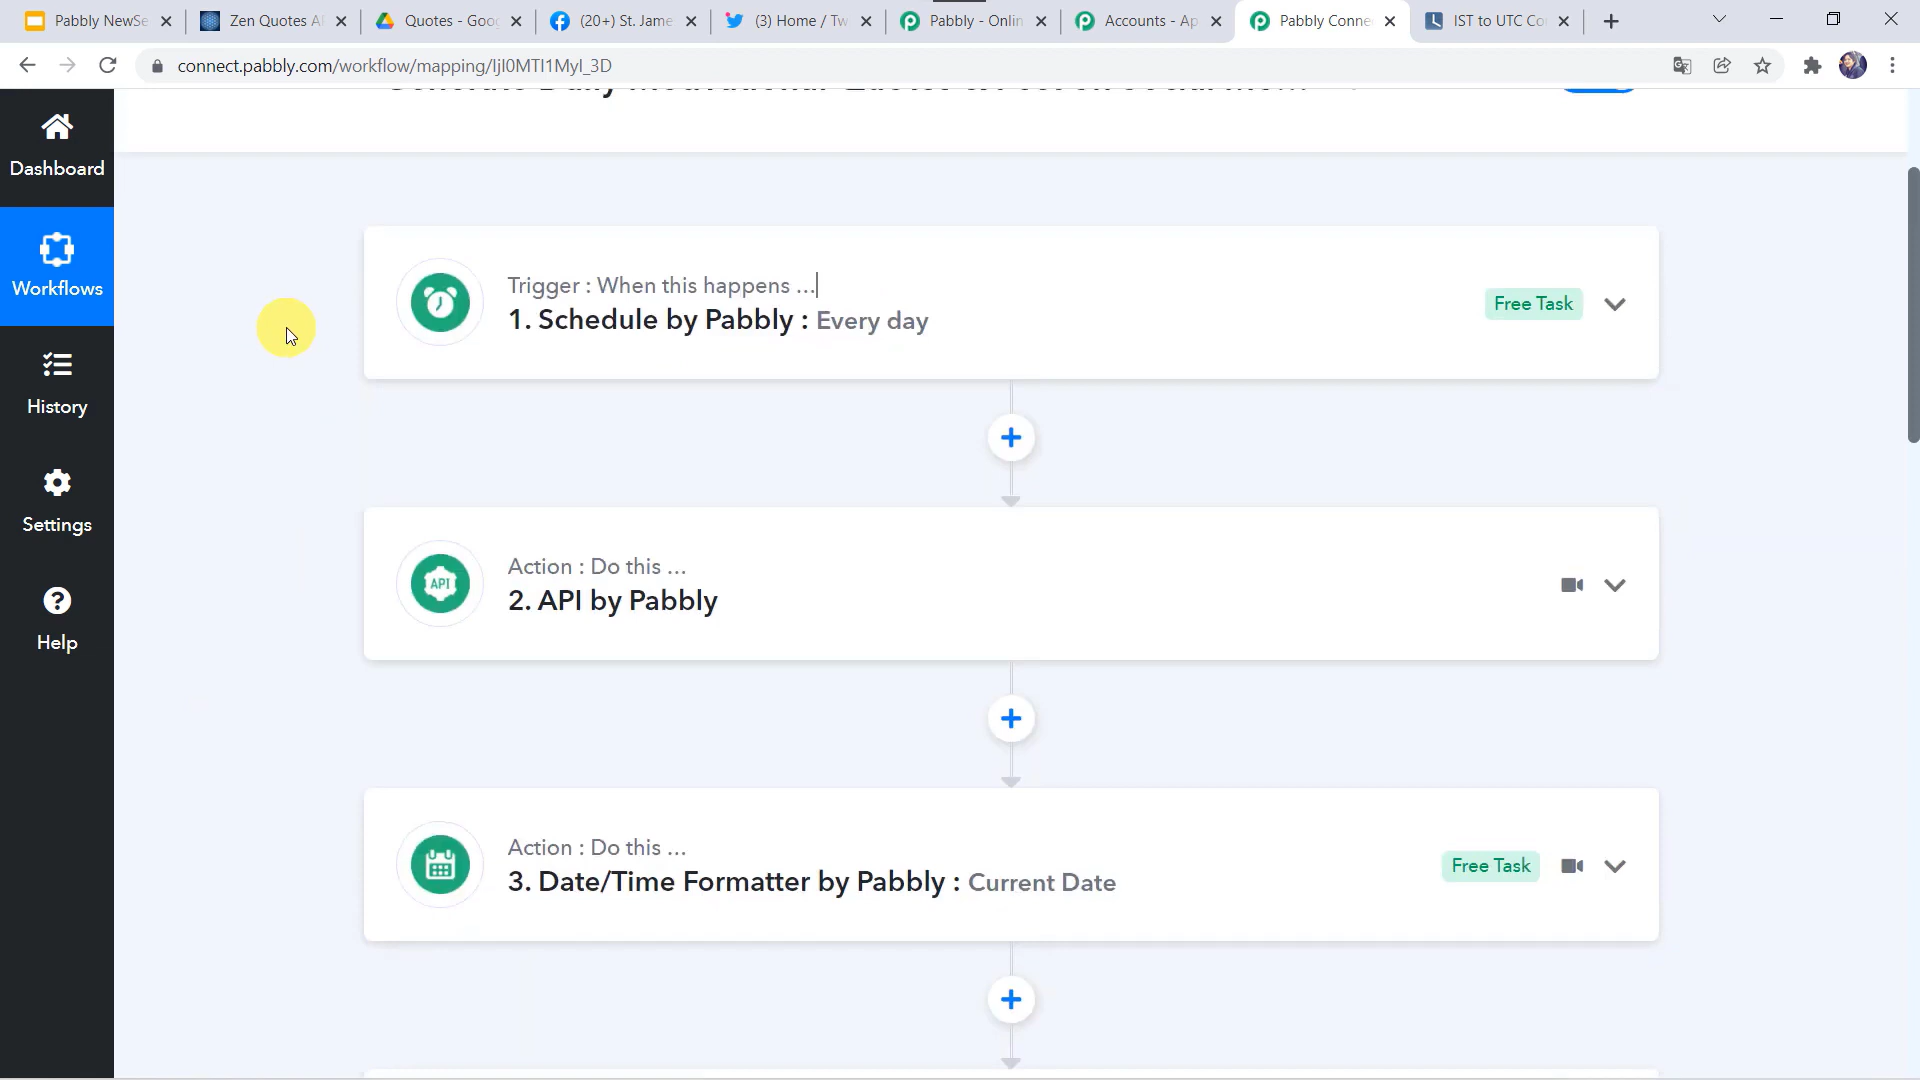 Pabbly NewSe
Zen Quotes A
Quotes - Goog
(20+) St. Jame
(3) Home / Tw
Pabbly - Onlin
Accounts - Ap
Pabbly Conne
IST to UTC Co
connect.pabbly.com/workflow/mapping/IjI0MTI1MyI_3D
Dashboard
Workflows
History
Settings
Help
Trigger : When this happens ...
1. Schedule by Pabbly : Every day
Free Task
Action : Do this ...
API
2. API by Pabbly
Action : Do this ...
3. Date/Time Formatter by Pabbly : Current Date
Free Task